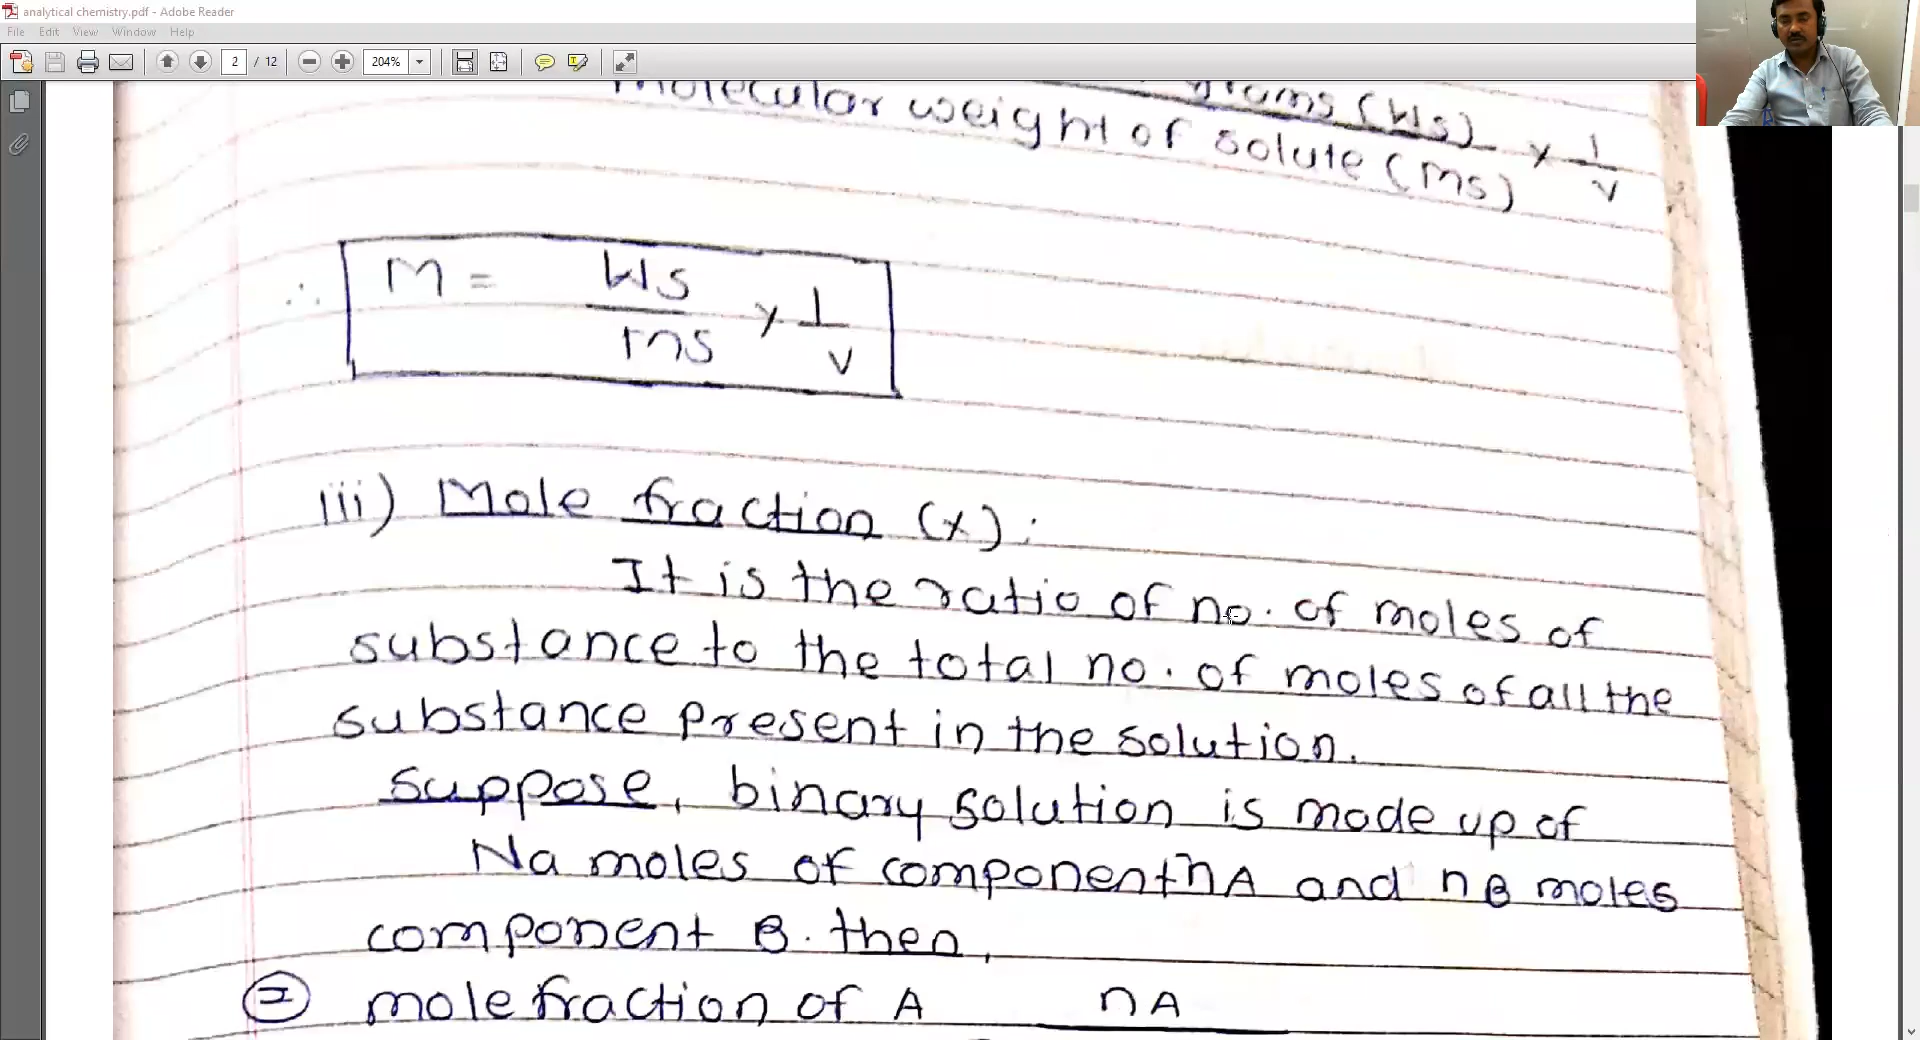 analytical chemistry.pdf - Adobe Reader
File Edit View Window Help
2 / 12 204%
grams (Ws)
molecular weight of solute (ms) × 1/v
∴ M = Ws/ms × 1/v
iii) Mole fraction (x):
It is the ratio of no. of moles of
substance to the total no. of moles of all the
substance present in the solution.
suppose, binary solution is made up of
Na moles of component nA and nB moles
component B. then,
mole fraction of A nA